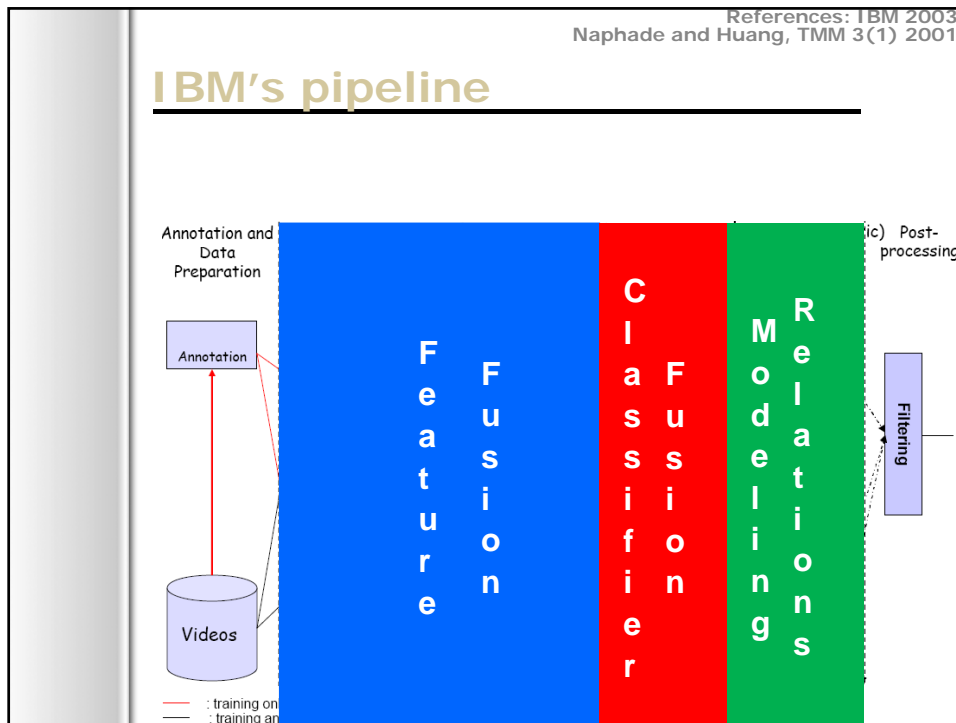 References: IBM 2003
Naphade and Huang, TMM 3(1) 2001
IBM's pipeline
Annotation and
Data
Preparation
Annotation
Videos
Feature
Fusion
Classifier
Fusion
Modeling
Relations
ic) Post-
processing
Filtering
: training on
: training an